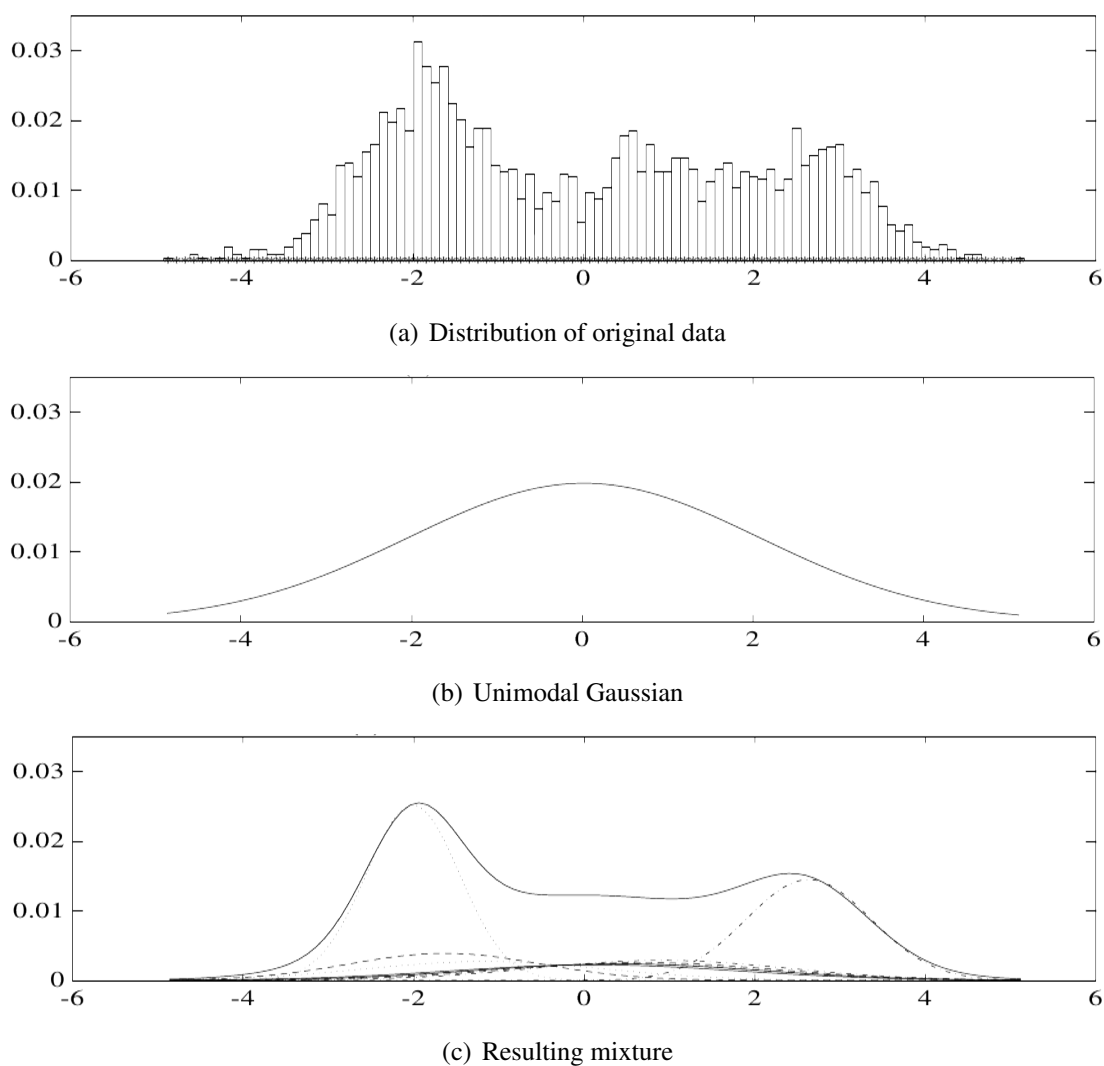 0.03
0.02
0.01
0
-6 -4 -2 0 2 4 6
(a) Distribution of original data
0.03
0.02
0.01
0
-6 -4 -2 0 2 4 6
(b) Unimodal Gaussian
0.03
0.02
0.01
0
-6 -4 -2 0 2 4 6
(c) Resulting mixture